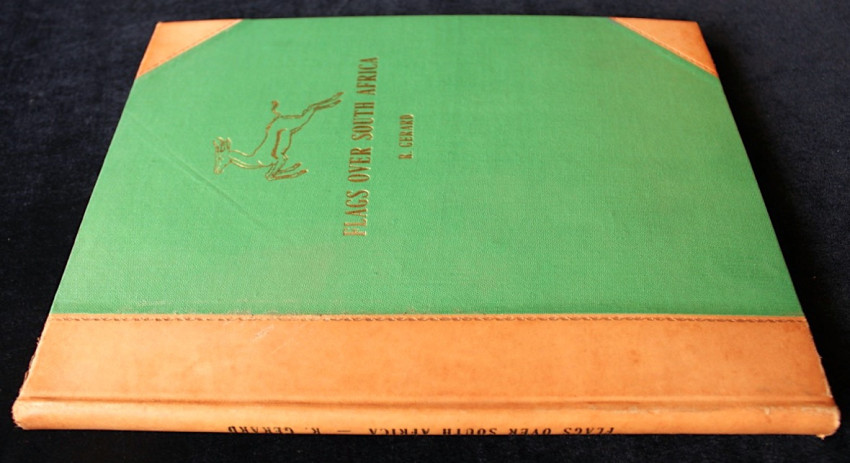 FLAGS OVER SOUTH AFRICA
R. GERARD
FLAGS OVER SOUTH AFRICA — R. GERARD